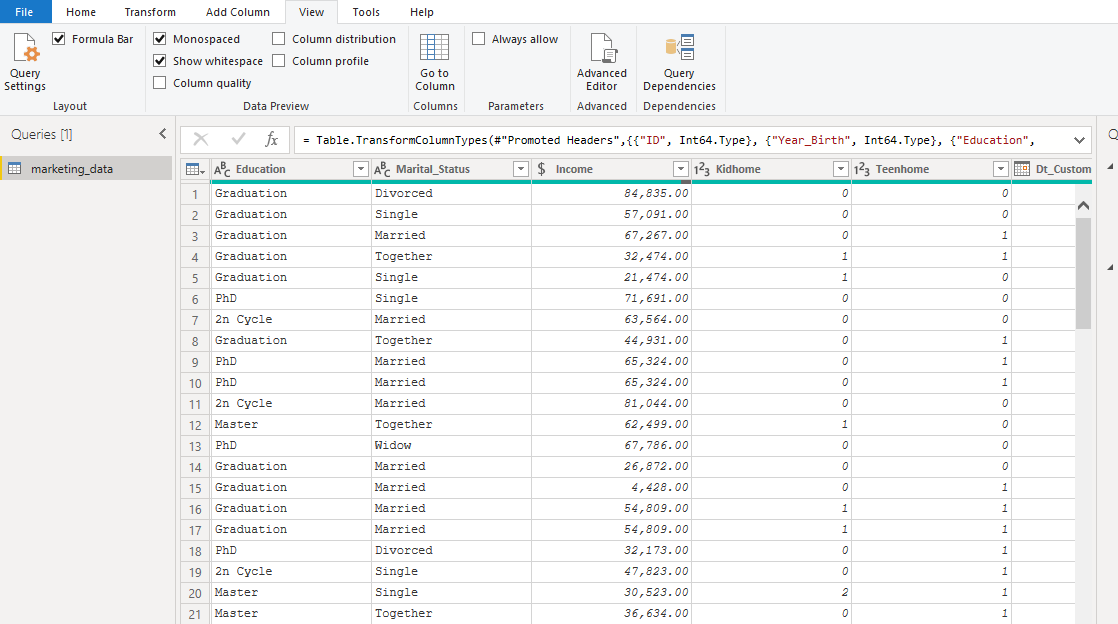 File Home Transform Add Column View Tools Help
Formula Bar Monospaced Column distribution Always allow
Show whitespace Column profile
Query Settings Column quality Go to Column Advanced Editor Query Dependencies
Layout Data Preview Columns Parameters Advanced Dependencies
Queries [1] fx = Table.TransformColumnTypes(#"Promoted Headers",{{"ID", Int64.Type}, {"Year_Birth", Int64.Type}, {"Education",
marketing_data
ABC Education ABC Marital_Status $ Income 123 Kidhome 123 Teenhome Dt_Custom
1 Graduation Divorced 84,835.00 0 0
2 Graduation Single 57,091.00 0 0
3 Graduation Married 67,267.00 0 1
4 Graduation Together 32,474.00 1 1
5 Graduation Single 21,474.00 1 0
6 PhD Single 71,691.00 0 0
7 2n Cycle Married 63,564.00 0 0
8 Graduation Together 44,931.00 0 1
9 PhD Married 65,324.00 0 1
10 PhD Married 65,324.00 0 1
11 2n Cycle Married 81,044.00 0 0
12 Master Together 62,499.00 1 0
13 PhD Widow 67,786.00 0 0
14 Graduation Married 26,872.00 0 0
15 Graduation Married 4,428.00 0 1
16 Graduation Married 54,809.00 1 1
17 Graduation Married 54,809.00 1 1
18 PhD Divorced 32,173.00 0 1
19 2n Cycle Single 47,823.00 0 1
20 Master Single 30,523.00 2 1
21 Master Together 36,634.00 0 1